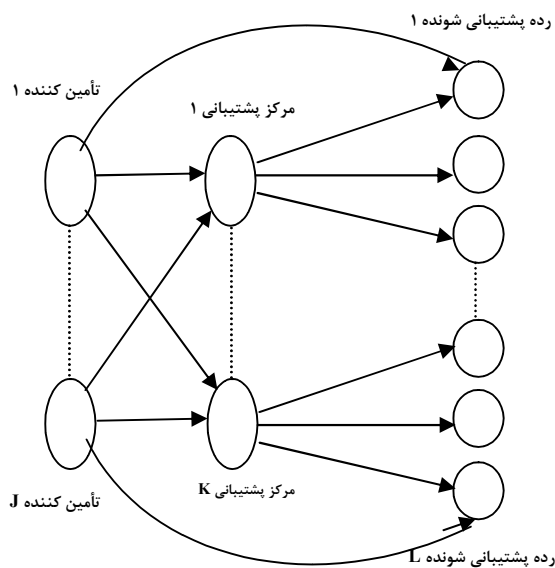 رده پشتیبانی شونده ۱
تأمین کننده ۱
مرکز پشتیبانی ۱
مرکز پشتیبانی K
تأمین کننده J
رده پشتیبانی شونده L